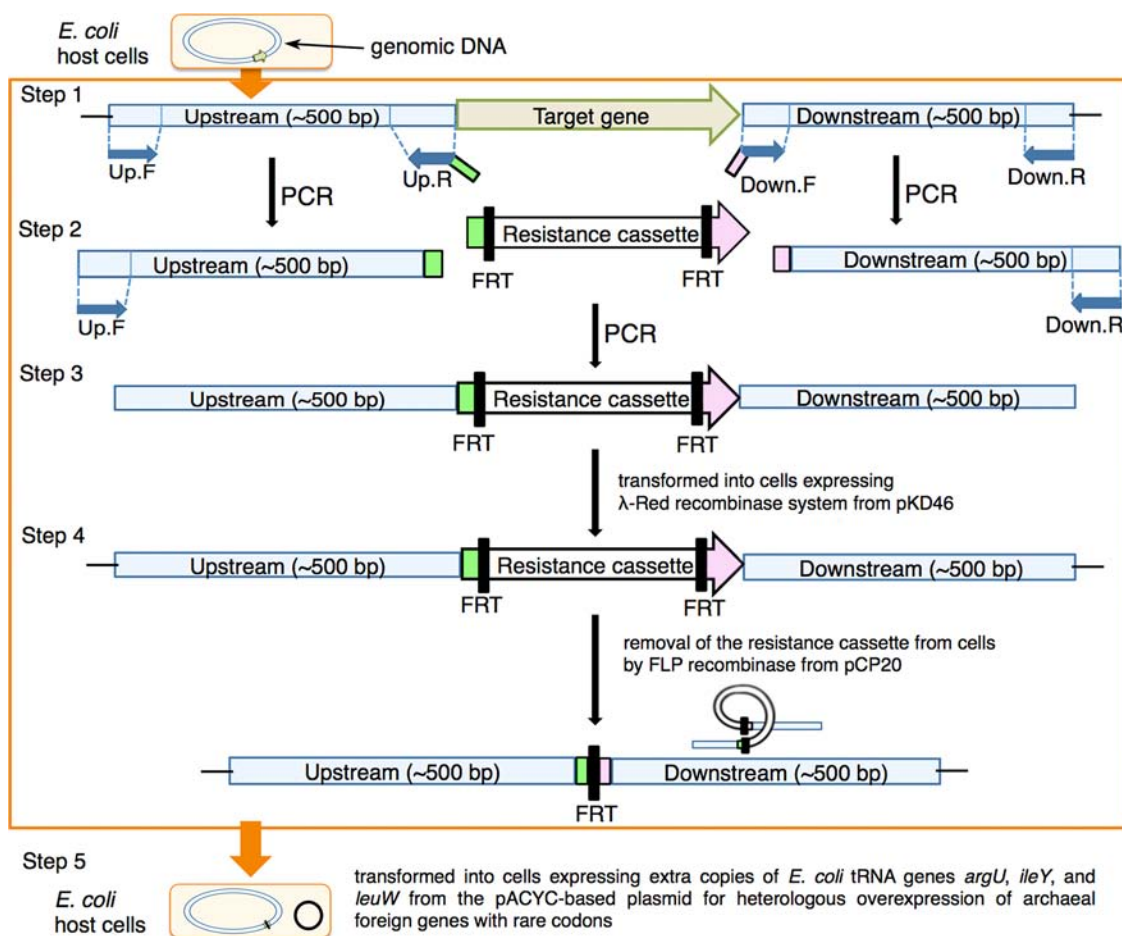 E. coli
host cells
genomic DNA
Step 1
Upstream (~500 bp)
Target gene
Downstream (~500 bp)
Up.F
Up.R
Down.F
Down.R
PCR
PCR
Step 2
Resistance cassette
Upstream (~500 bp)
FRT
FRT
Downstream (~500 bp)
Up.F
Down.R
PCR
Step 3
Upstream (~500 bp)
Resistance cassette
Downstream (~500 bp)
FRT
FRT
transformed into cells expressing
λ-Red recombinase system from pKD46
Step 4
Upstream (~500 bp)
Resistance cassette
Downstream (~500 bp)
FRT
FRT
removal of the resistance cassette from cells
by FLP recombinase from pCP20
Upstream (~500 bp)
Downstream (~500 bp)
FRT
Step 5
E. coli
host cells
transformed into cells expressing extra copies of E. coli tRNA genes argU, ileY, and
leuW from the pACYC-based plasmid for heterologous overexpression of archaeal
foreign genes with rare codons